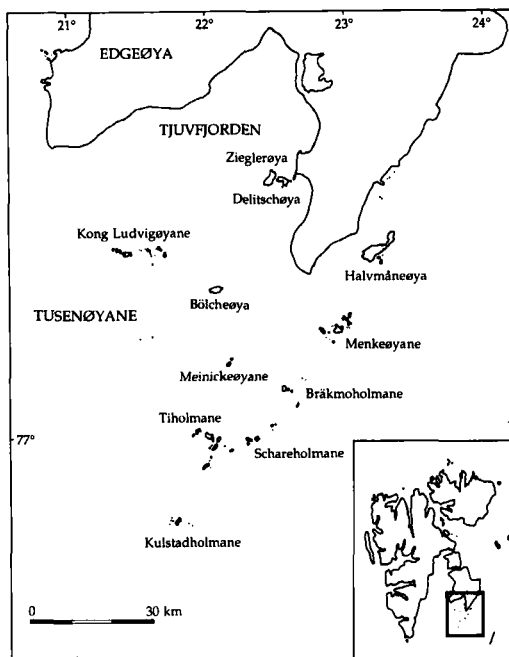 21°
22°
23°
24°
EDGEØYA
TJUVFJORDEN
Zieglerøya
Delitschøya
Kong Ludvigøyane
Halvmåneøya
Bölcheøya
TUSENØYANE
Menkeøyane
Meinickeøyane
Bräkmoholmane
Tiholmane
77°
Schareholmane
Kulstadholmane
0 30 km